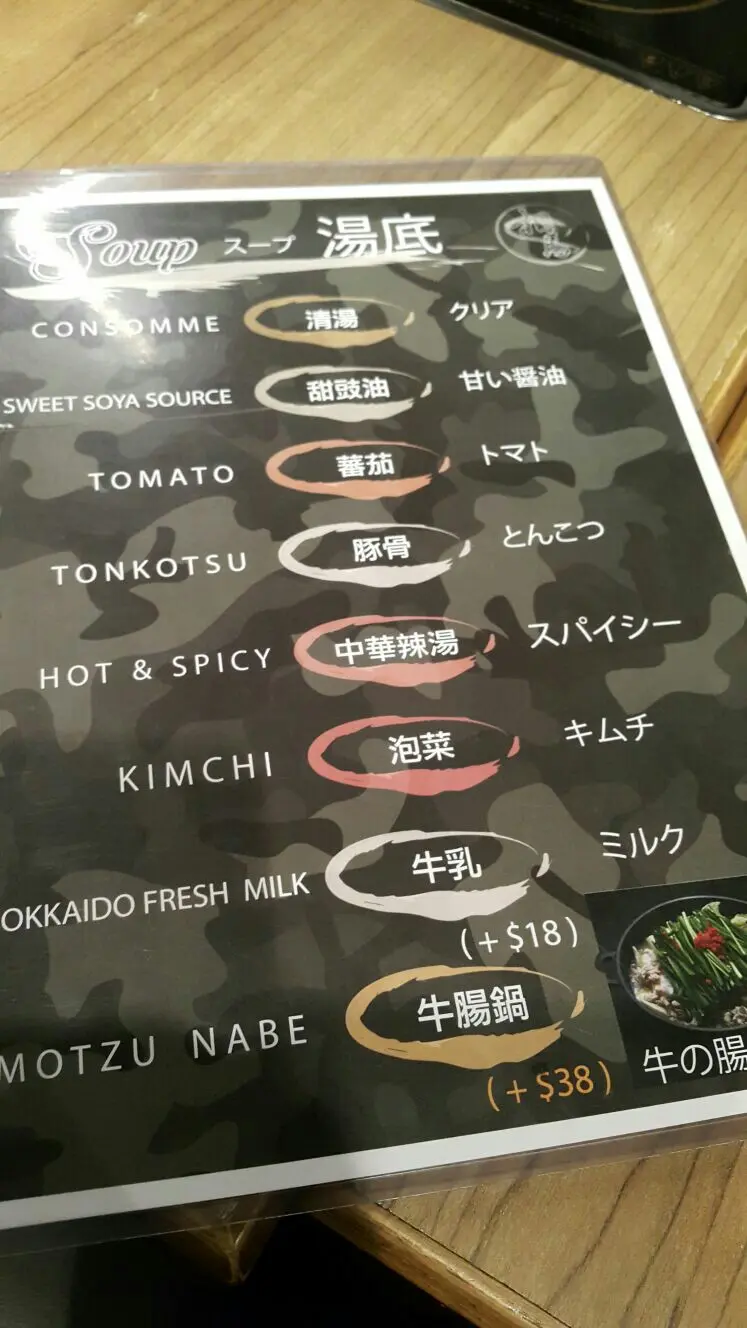 Soup スープ 湯底
CONSOMME 清湯 クリア
SWEET SOYA SOURCE 甜豉油 甘い醤油
TOMATO 蕃茄 トマト
TONKOTSU 豚骨 とんこつ
HOT & SPICY 中華辣湯 スパイシー
KIMCHI 泡菜 キムチ
OKKAIDO FRESH MILK 牛乳 ミルク
(+$18)
MOTZU NABE 牛腸鍋
(+$38) 牛の腸